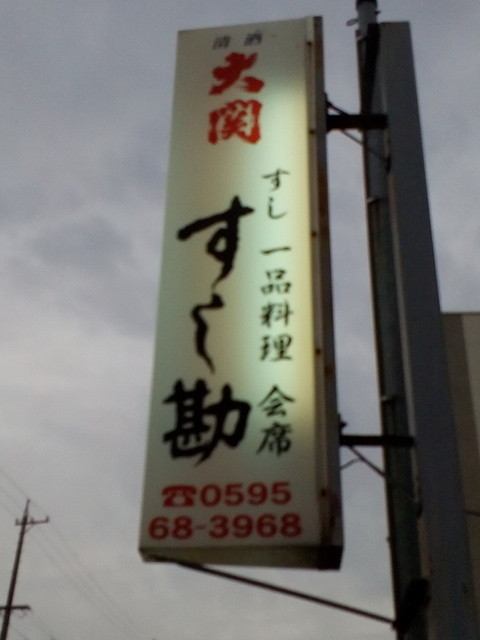 清酒
大関
すし 一品料理 会席
すし勘
☎0595
68-3968